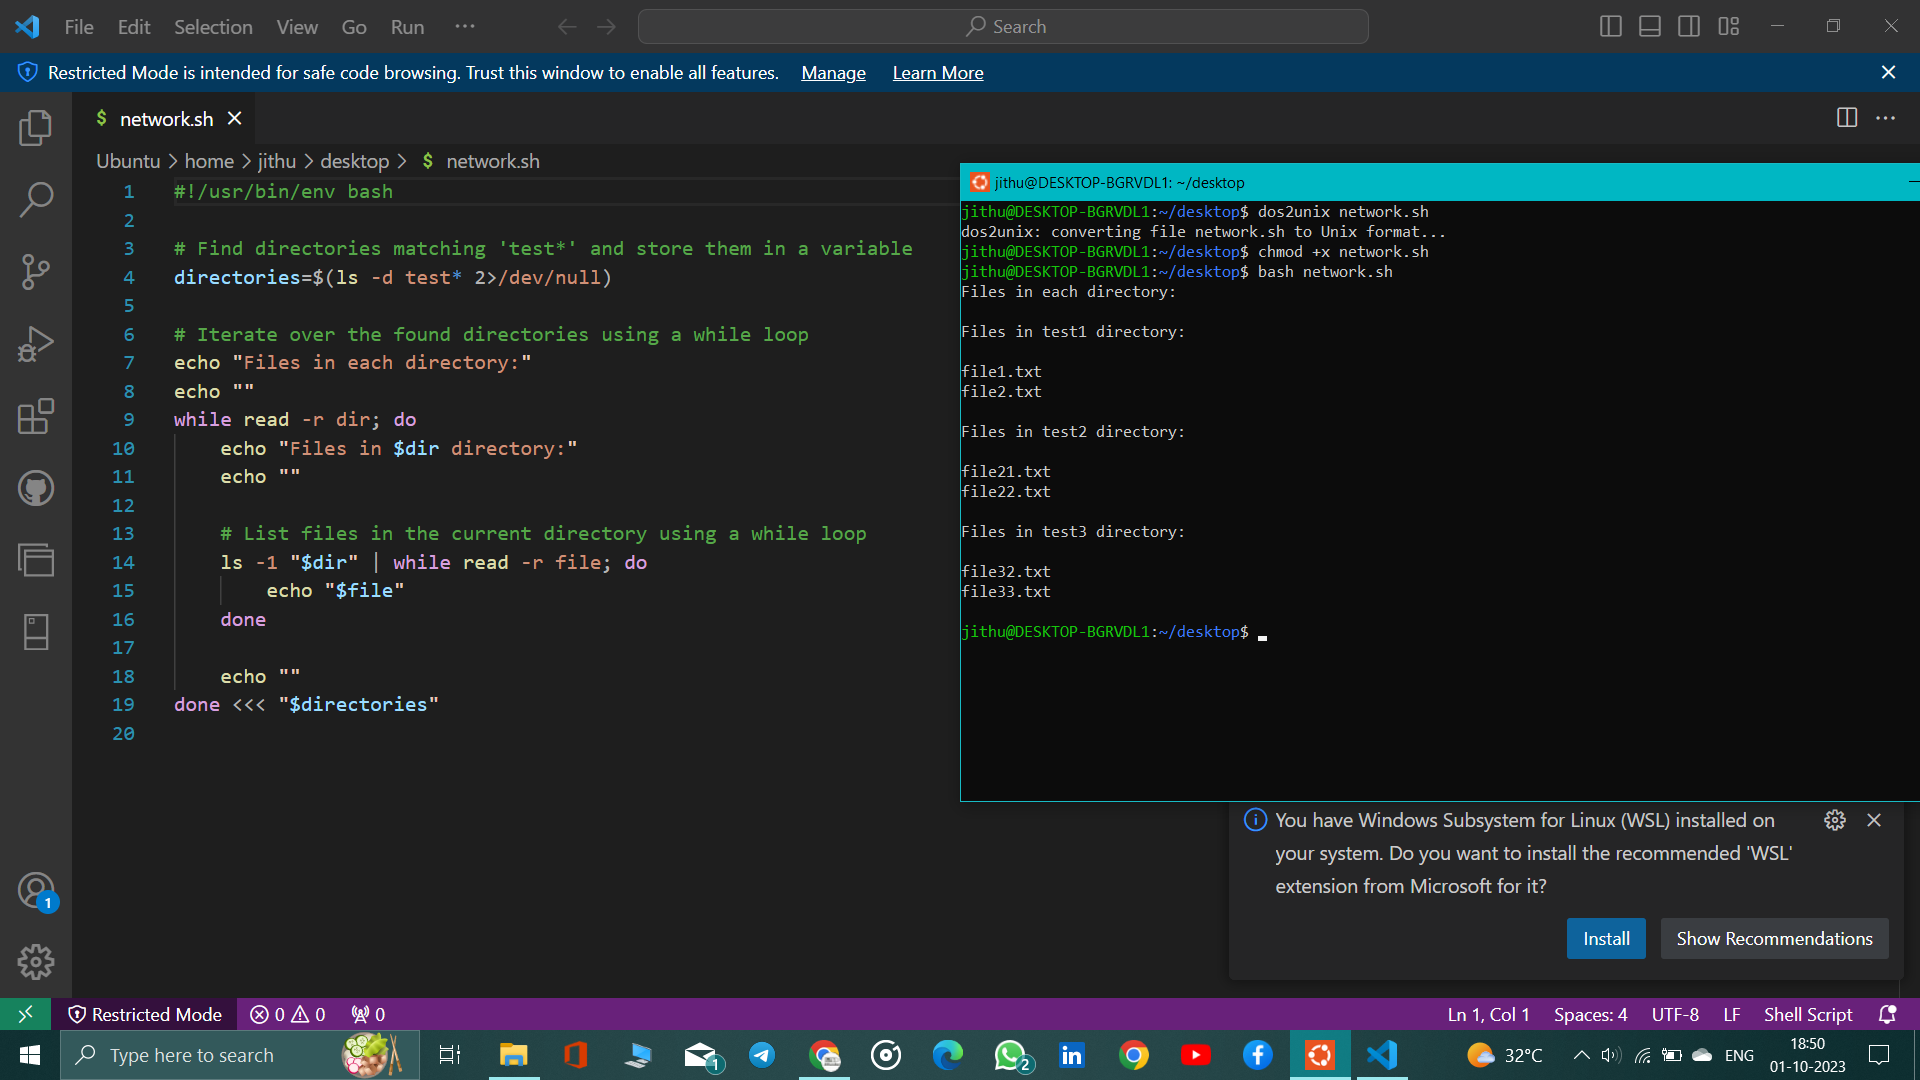 File Edit Selection View Go Run ··· Search
Restricted Mode is intended for safe code browsing. Trust this window to enable all features. Manage Learn More
$ network.sh
Ubuntu > home > jithu > desktop > $ network.sh
1 #!/usr/bin/env bash
2
3 # Find directories matching 'test*' and store them in a variable
4 directories=$(ls -d test* 2>/dev/null)
5
6 # Iterate over the found directories using a while loop
7 echo "Files in each directory:"
8 echo ""
9 while read -r dir; do
10 echo "Files in $dir directory:"
11 echo ""
12
13 # List files in the current directory using a while loop
14 ls -1 "$dir" | while read -r file; do
15 echo "$file"
16 done
17
18 echo ""
19 done <<< "$directories"
20
jithu@DESKTOP-BGRVDL1: ~/desktop
jithu@DESKTOP-BGRVDL1:~/desktop$ dos2unix network.sh
dos2unix: converting file network.sh to Unix format...
jithu@DESKTOP-BGRVDL1:~/desktop$ chmod +x network.sh
jithu@DESKTOP-BGRVDL1:~/desktop$ bash network.sh
Files in each directory:
Files in test1 directory:
file1.txt
file2.txt
Files in test2 directory:
file21.txt
file22.txt
Files in test3 directory:
file32.txt
file33.txt
jithu@DESKTOP-BGRVDL1:~/desktop$
You have Windows Subsystem for Linux (WSL) installed on
your system. Do you want to install the recommended 'WSL'
extension from Microsoft for it?
Install Show Recommendations
1
Restricted Mode 0 0 0 Ln 1, Col 1 Spaces: 4 UTF-8 LF Shell Script
Type here to search 1 2 32°C ENG 18:50
01-10-2023